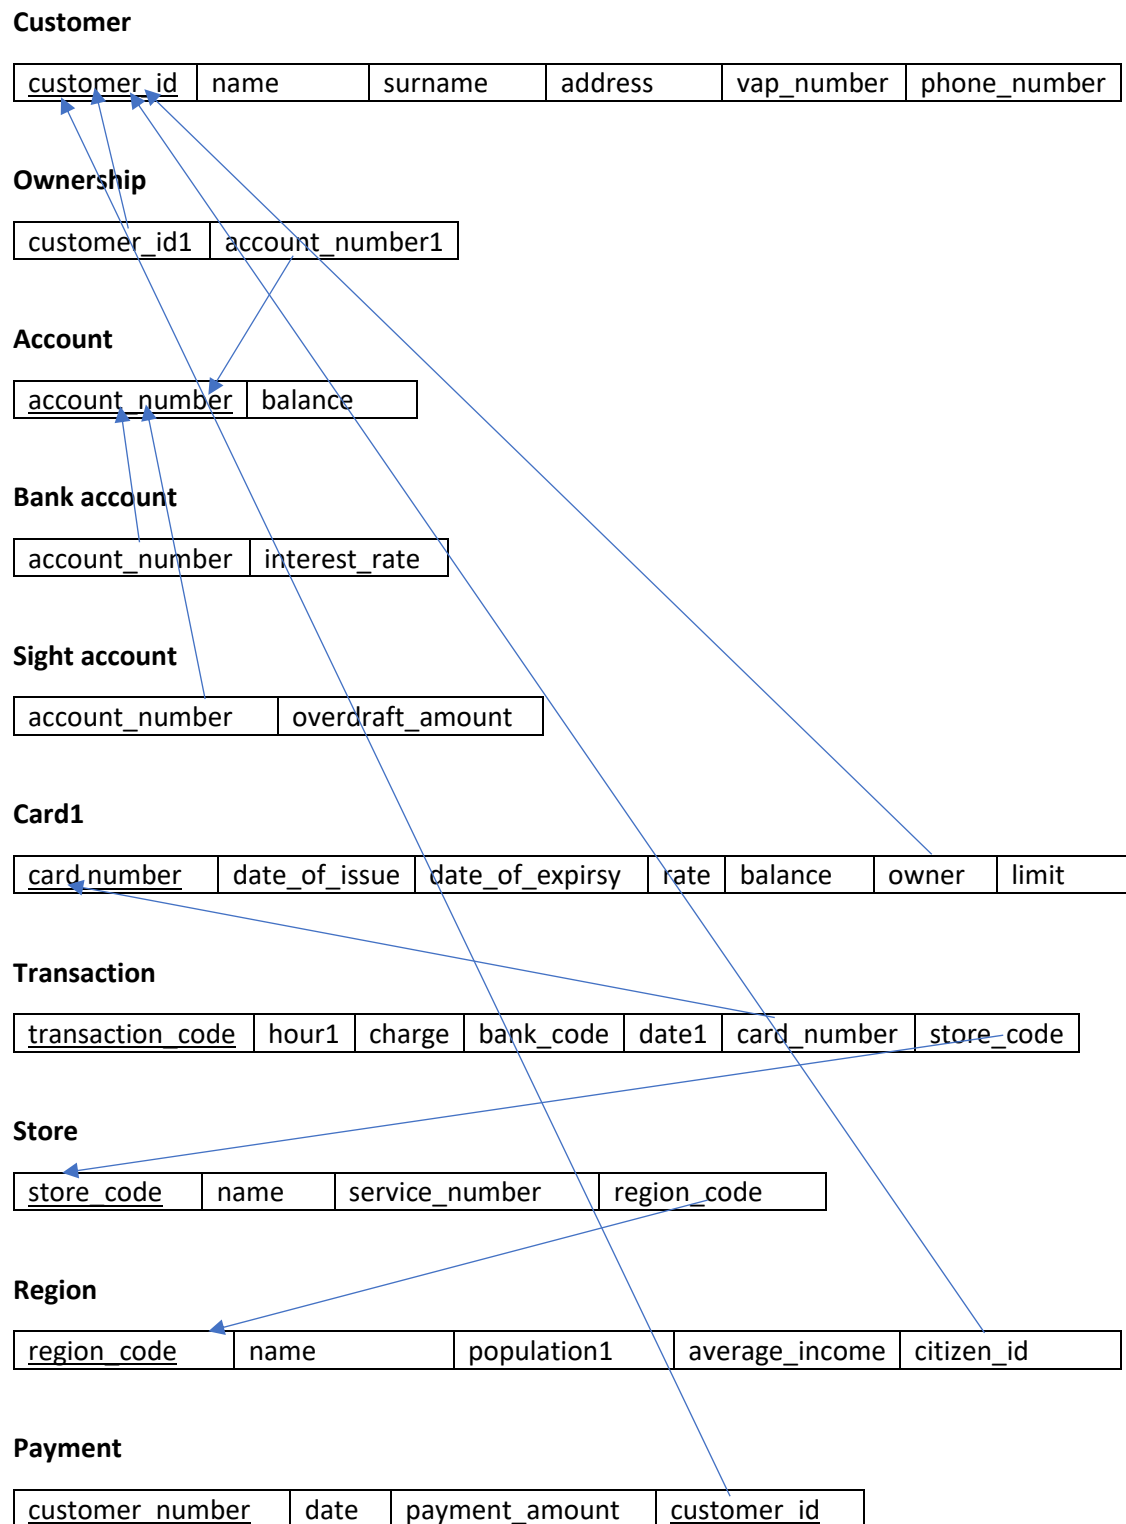 Customer
customer_id name surname address vap_number phone_number
Ownership
customer_id1 account_number1
Account
account_number balance
Bank account
account_number interest_rate
Sight account
account_number overdraft_amount
Card1
card number date_of_issue date_of_expirsy rate balance owner limit
Transaction
transaction_code hour1 charge bank_code date1 card_number store_code
Store
store_code name service_number region_code
Region
region_code name population1 average_income citizen_id
Payment
customer_number date payment_amount customer_id